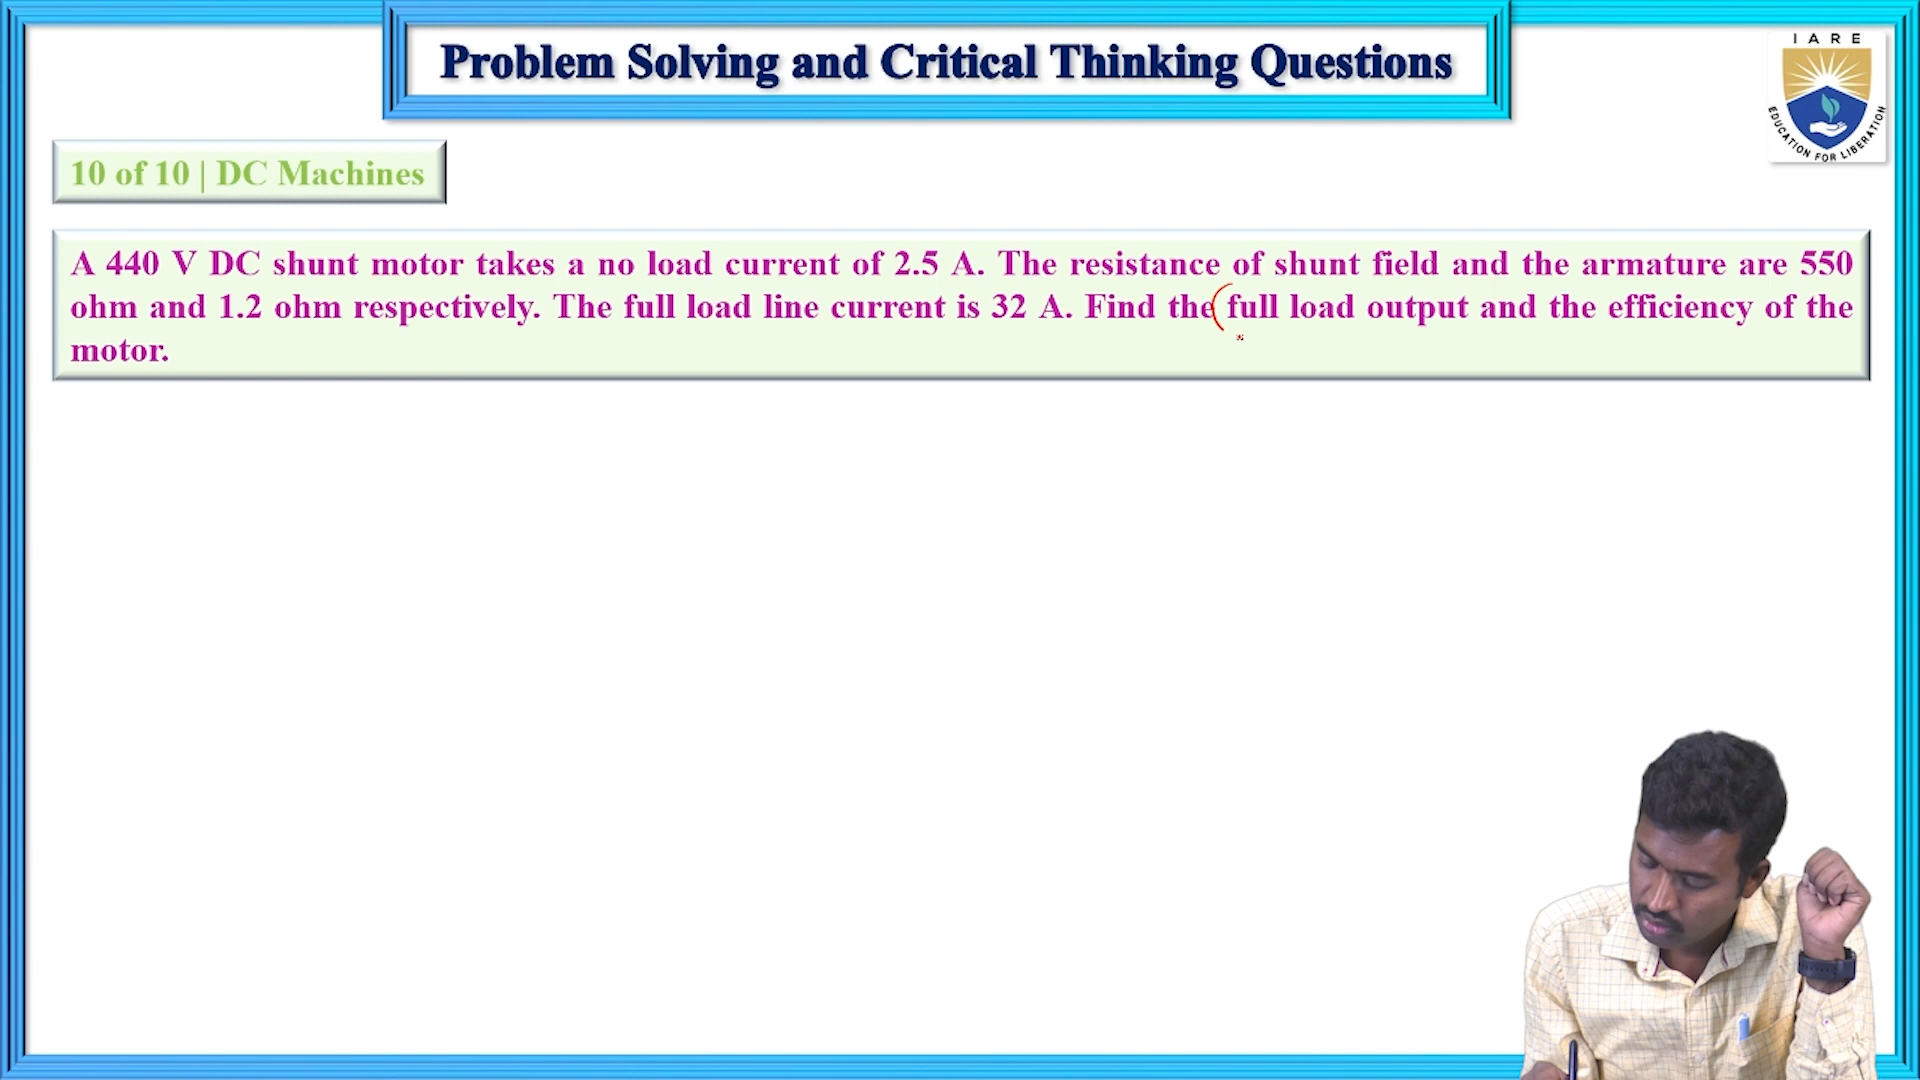 Problem Solving and Critical Thinking Questions
I A R E
EDUCATION FOR LIBERATION
10 of 10 | DC Machines
A 440 V DC shunt motor takes a no load current of 2.5 A. The resistance of shunt field and the armature are 550
ohm and 1.2 ohm respectively. The full load line current is 32 A. Find the full load output and the efficiency of the
motor.